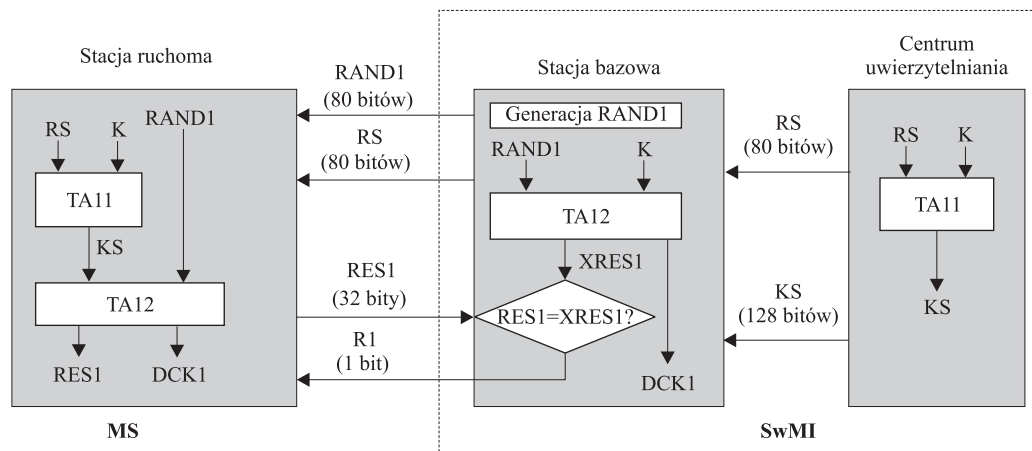 Stacja ruchoma
RS
K
RAND1
TA11
KS
TA12
RES1
DCK1
MS
RAND1
(80 bitów)
RS
(80 bitów)
RES1
(32 bity)
R1
(1 bit)
Stacja bazowa
Generacja RAND1
RAND1
K
TA12
XRES1
RES1=XRES1?
DCK1
SwMI
RS
(80 bitów)
KS
(128 bitów)
Centrum
uwierzytelniania
RS
K
TA11
KS